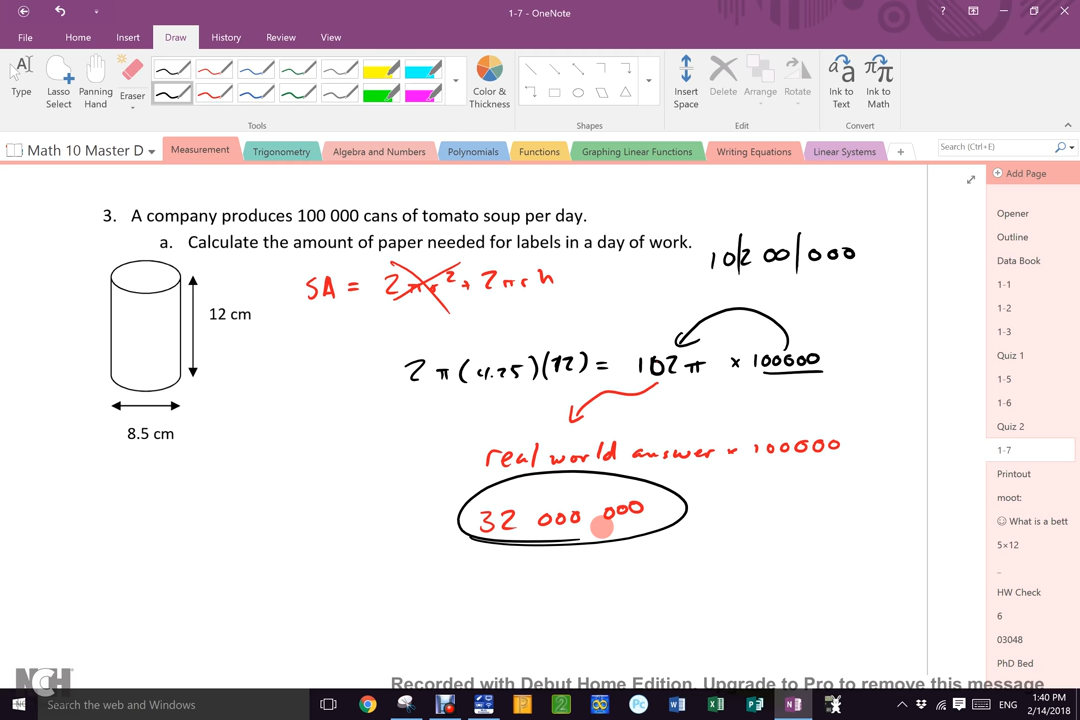 1-7 - OneNote
File Home Insert Draw History Review View
Type
Lasso Select
Panning Hand
Eraser
Color & Thickness
Insert Space
Delete
Arrange
Rotate
Ink to Text
Ink to Math
Tools
Shapes
Edit
Convert
Math 10 Master D
Measurement Trigonometry Algebra and Numbers Polynomials Functions Graphing Linear Functions Writing Equations Linear Systems
Search (Ctrl+E)
Add Page
Opener
Outline
Data Book
1-1
1-2
1-3
Quiz 1
1-5
1-6
Quiz 2
1-7
Printout
moot:
☺ What is a bett
5×12
..
HW Check
6
03048
PhD Bed
3. A company produces 100 000 cans of tomato soup per day.
a. Calculate the amount of paper needed for labels in a day of work.
10/200/000
SA = 2πr² + 2πrh
12 cm
2π(4.25)(12) = 102π × 100000
8.5 cm
real world answer × 100000
32 000 000
NCH
Recorded with Debut Home Edition. Upgrade to Pro to remove this message
Search the web and Windows
ENG
1:40 PM
2/14/2018